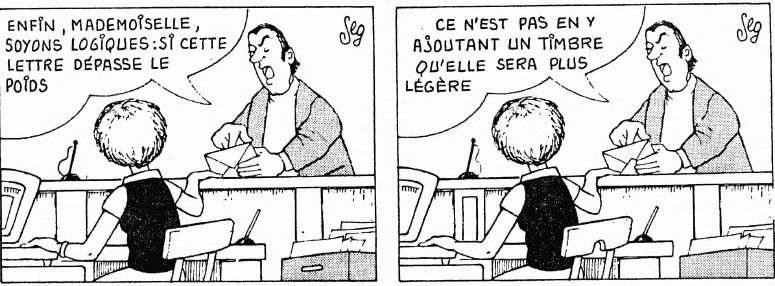 ENFIN, MADEMOISELLE,
SOYONS LOGIQUES: SI CETTE
LETTRE DÉPASSE LE
POIDS
Seg
CE N'EST PAS EN Y
AJOUTANT UN TIMBRE
QU'ELLE SERA PLUS
LÉGÈRE
Seg